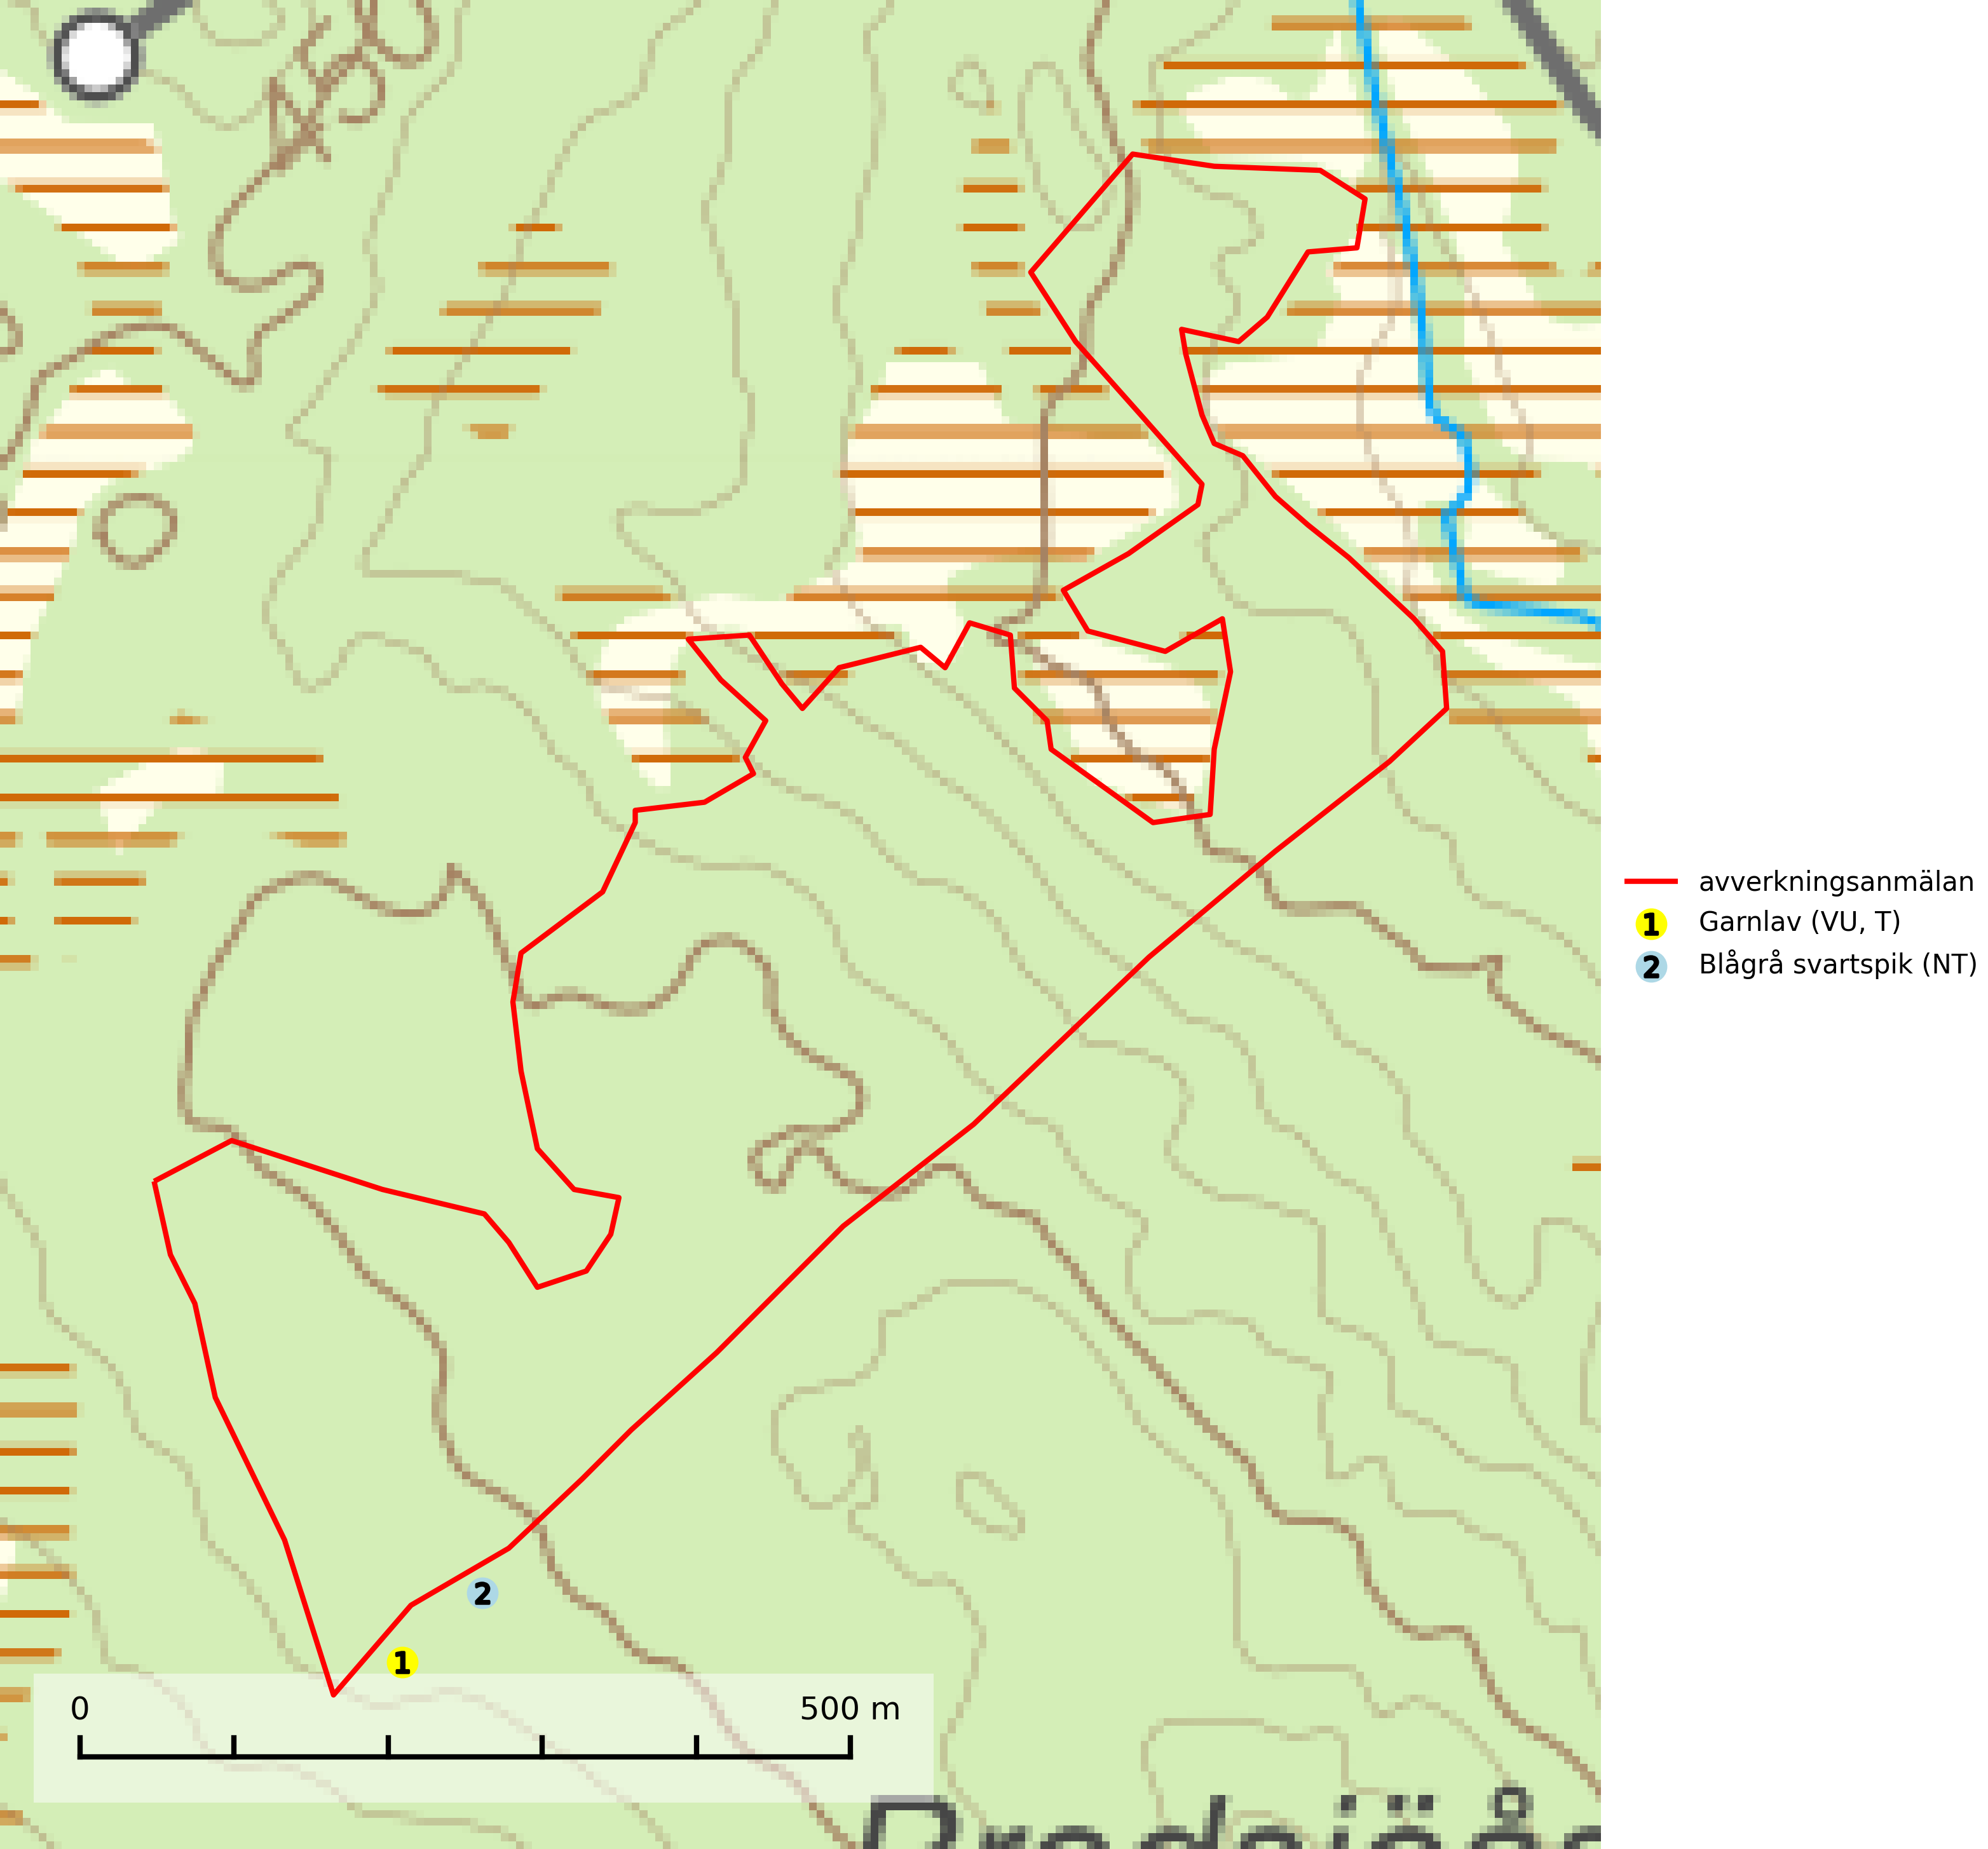 avverkningsanmälan
1 Garnlav (VU, T)
2 Blågrå svartspik (NT)
2
1
0 500 m